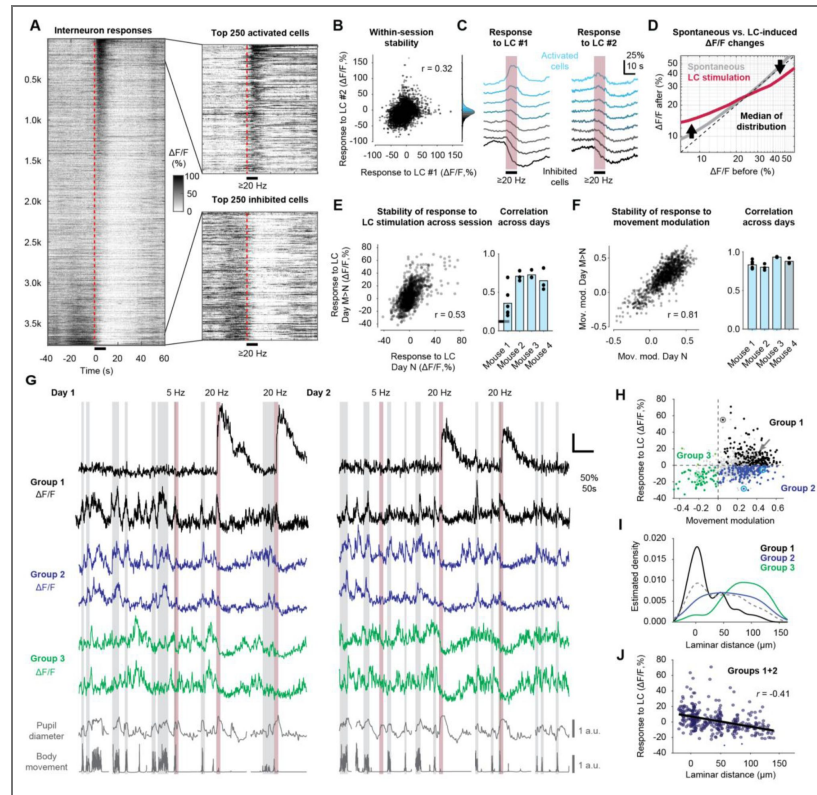 A
Interneuron responses
Top 250 activated cells
0.5k
1.0k
1.5k
2.0k
2.5k
3.0k
3.5k
ΔF/F
(%)
100
0
≥20 Hz
Top 250 inhibited cells
≥20 Hz
-40 -20 0 20 40 60
Time (s)
B
Within-session
stability
Response to LC #2 (ΔF/F,%)
150
100
50
0
-50
-100
r = 0.32
-100 -50 0 50 100 150
Response to LC #1 (ΔF/F,%)
C
Response
to LC #1
Response
to LC #2
25%
10 s
Activated
cells
Inhibited
cells
≥20 Hz
≥20 Hz
D
Spontaneous vs. LC-induced
ΔF/F changes
ΔF/F after (%)
50
40
30
20
10
Spontaneous
LC stimulation
Median of
distribution
10 20 30 40 50
ΔF/F before (%)
E
Stability of response to
LC stimulation across session
Response to LC
Day M>N (ΔF/F,%)
80
60
40
20
0
-20
-40
r = 0.53
-40 -20 0 20 40 60 80
Response to LC
Day N (ΔF/F,%)
Correlation
across days
1.0
0.5
0.0
Mouse 1
Mouse 2
Mouse 3
Mouse 4
F
Stability of response to
movement modulation
Mov. mod. Day M>N
0.5
0.0
-0.5
r = 0.81
-0.5 0.0 0.5
Mov. mod. Day N
Correlation
across days
1.0
0.5
0.0
Mouse 1
Mouse 2
Mouse 3
Mouse 4
G
Day 1
5 Hz
20 Hz
20 Hz
Day 2
5 Hz
20 Hz
20 Hz
50%
50s
Group 1
ΔF/F
Group 2
ΔF/F
Group 3
ΔF/F
Pupil
diameter
1 a.u.
Body
movement
1 a.u.
H
Response to LC (ΔF/F,%)
80
60
40
20
0
-20
-40
Group 1
Group 3
Group 2
-0.4 -0.2 0.0 0.2 0.4 0.6
Movement modulation
I
Estimated density
0.020
0.015
0.010
0.005
0.000
Group 1
Group 2
Group 3
0 50 100 150
Laminar distance (µm)
J
Response to LC (ΔF/F,%)
80
60
40
20
0
-20
-40
Groups 1+2
r = -0.41
0 50 100 150
Laminar distance (µm)